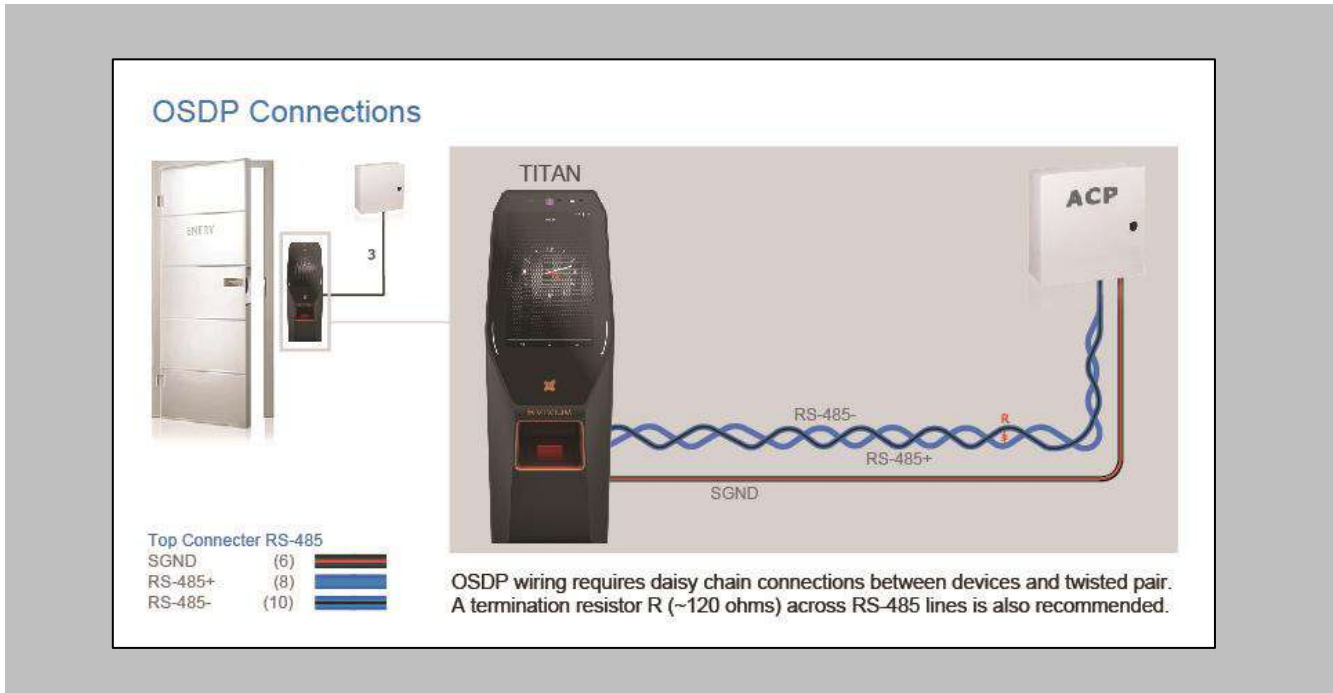 OSDP Connections
3
TITAN
ACP
RS-485-
R
RS-485+
SGND
Top Connecter RS-485
SGND (6)
RS-485+ (8)
RS-485- (10)
OSDP wiring requires daisy chain connections between devices and twisted pair.
A termination resistor R (~120 ohms) across RS-485 lines is also recommended.